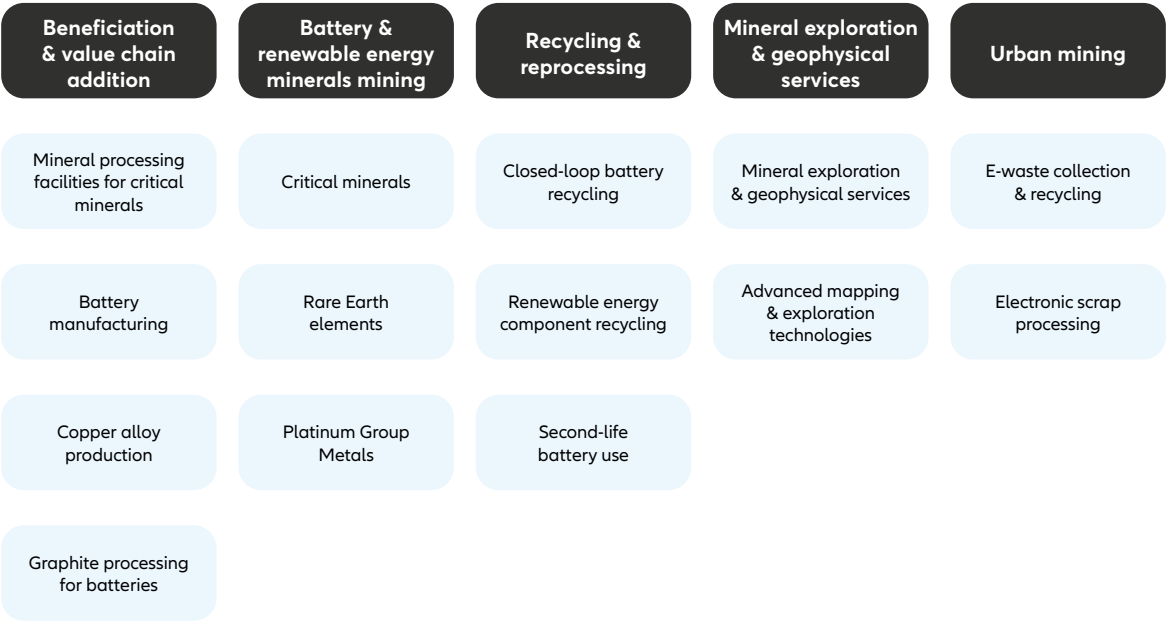 Beneficiation
& value chain
addition
Battery &
renewable energy
minerals mining
Recycling &
reprocessing
Mineral exploration
& geophysical
services
Urban mining
Mineral processing
facilities for critical
minerals
Critical minerals
Closed-loop battery
recycling
Mineral exploration
& geophysical services
E-waste collection
& recycling
Battery
manufacturing
Rare Earth
elements
Renewable energy
component recycling
Advanced mapping
& exploration
technologies
Electronic scrap
processing
Copper alloy
production
Platinum Group
Metals
Second-life
battery use
Graphite processing
for batteries